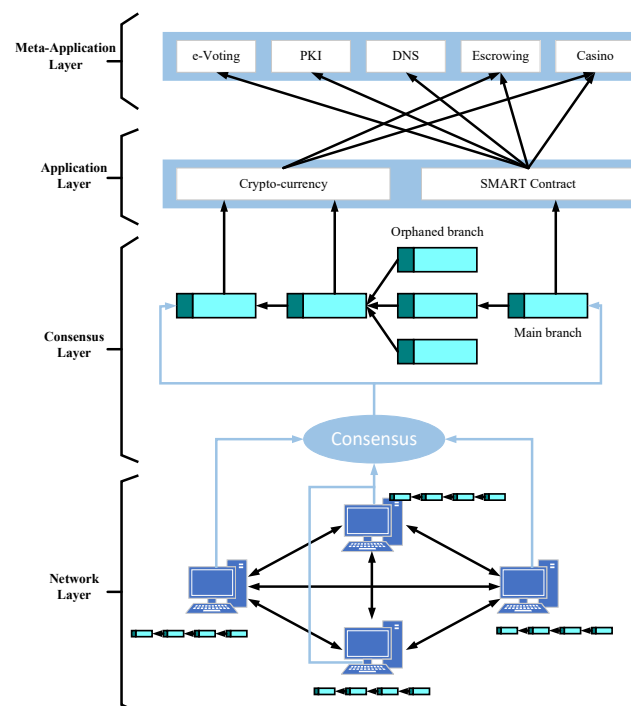 Meta-Application
Layer
e-Voting
PKI
DNS
Escrowing
Casino
Application
Layer
Crypto-currency
SMART Contract
Orphaned branch
Main branch
Consensus
Layer
Consensus
Network
Layer